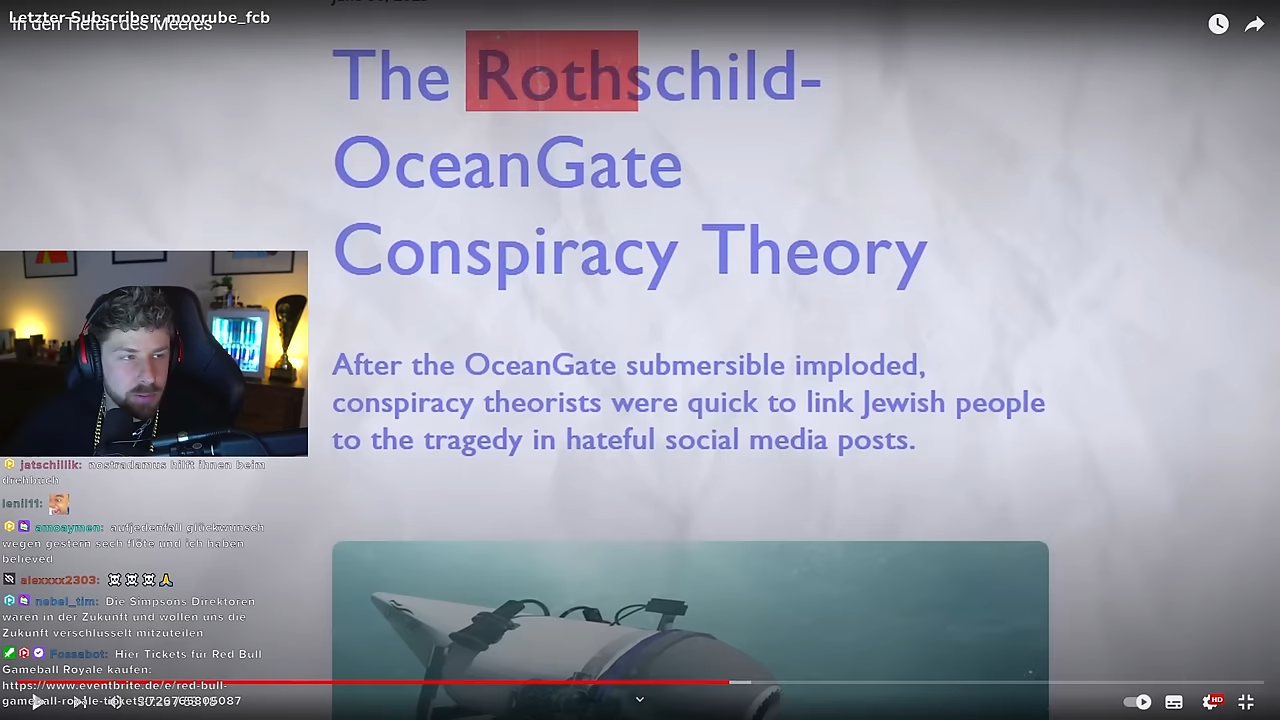 Letzter Subscriber: moorube_fcb
In den Tiefen des Meeres
The Rothschild-
OceanGate
Conspiracy Theory
After the OceanGate submersible imploded,
conspiracy theorists were quick to link Jewish people
to the tragedy in hateful social media posts.
jatschillik: nostradamus hilft ihnen beim
drehbuch
lenil11:
amoaymen: aufjedenfall glückwunsch
wegen gestern sech flöte und ich haben
believed
alexxxx2303:
nebel_tim: Die Simpsons Direktoren
waren in der Zukunft und wollen uns die
Zukunft verschlusselt mitzuteilen
Fossabot: Hier Tickets für Red Bull
Gameball Royale kaufen:
https://www.eventbrite.de/e/red-bull-
HD